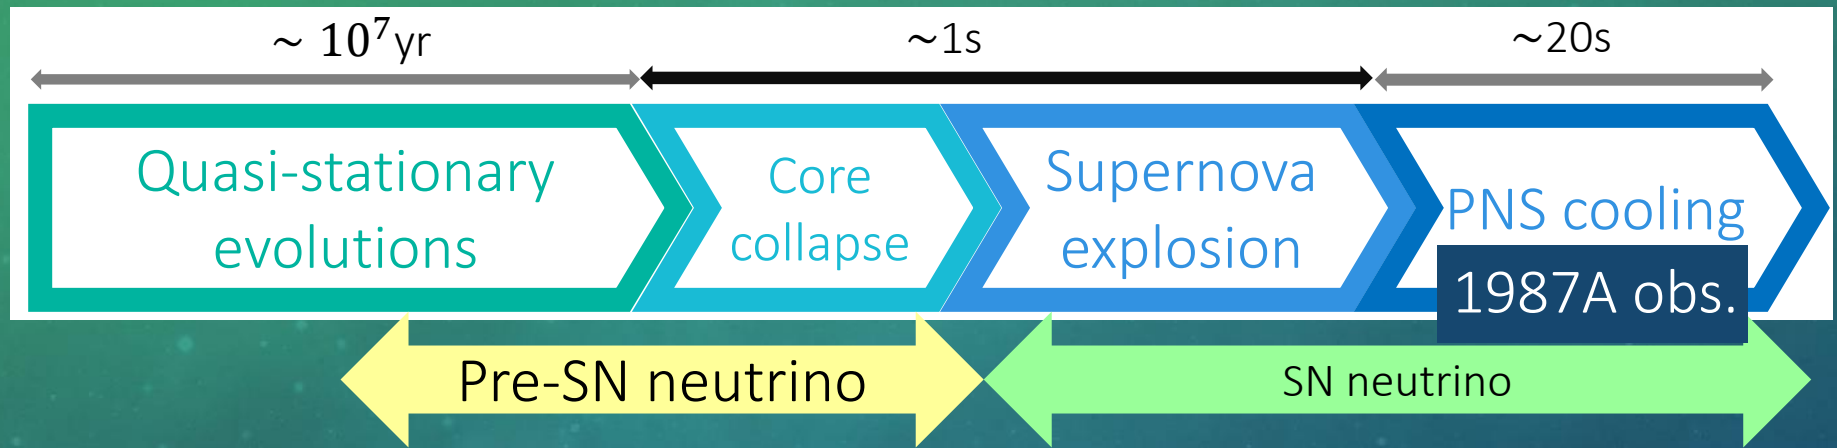 ~ 10⁷yr
~1s
~20s
Quasi-stationary
evolutions
Core
collapse
Supernova
explosion
PNS cooling
1987A obs.
Pre-SN neutrino
SN neutrino